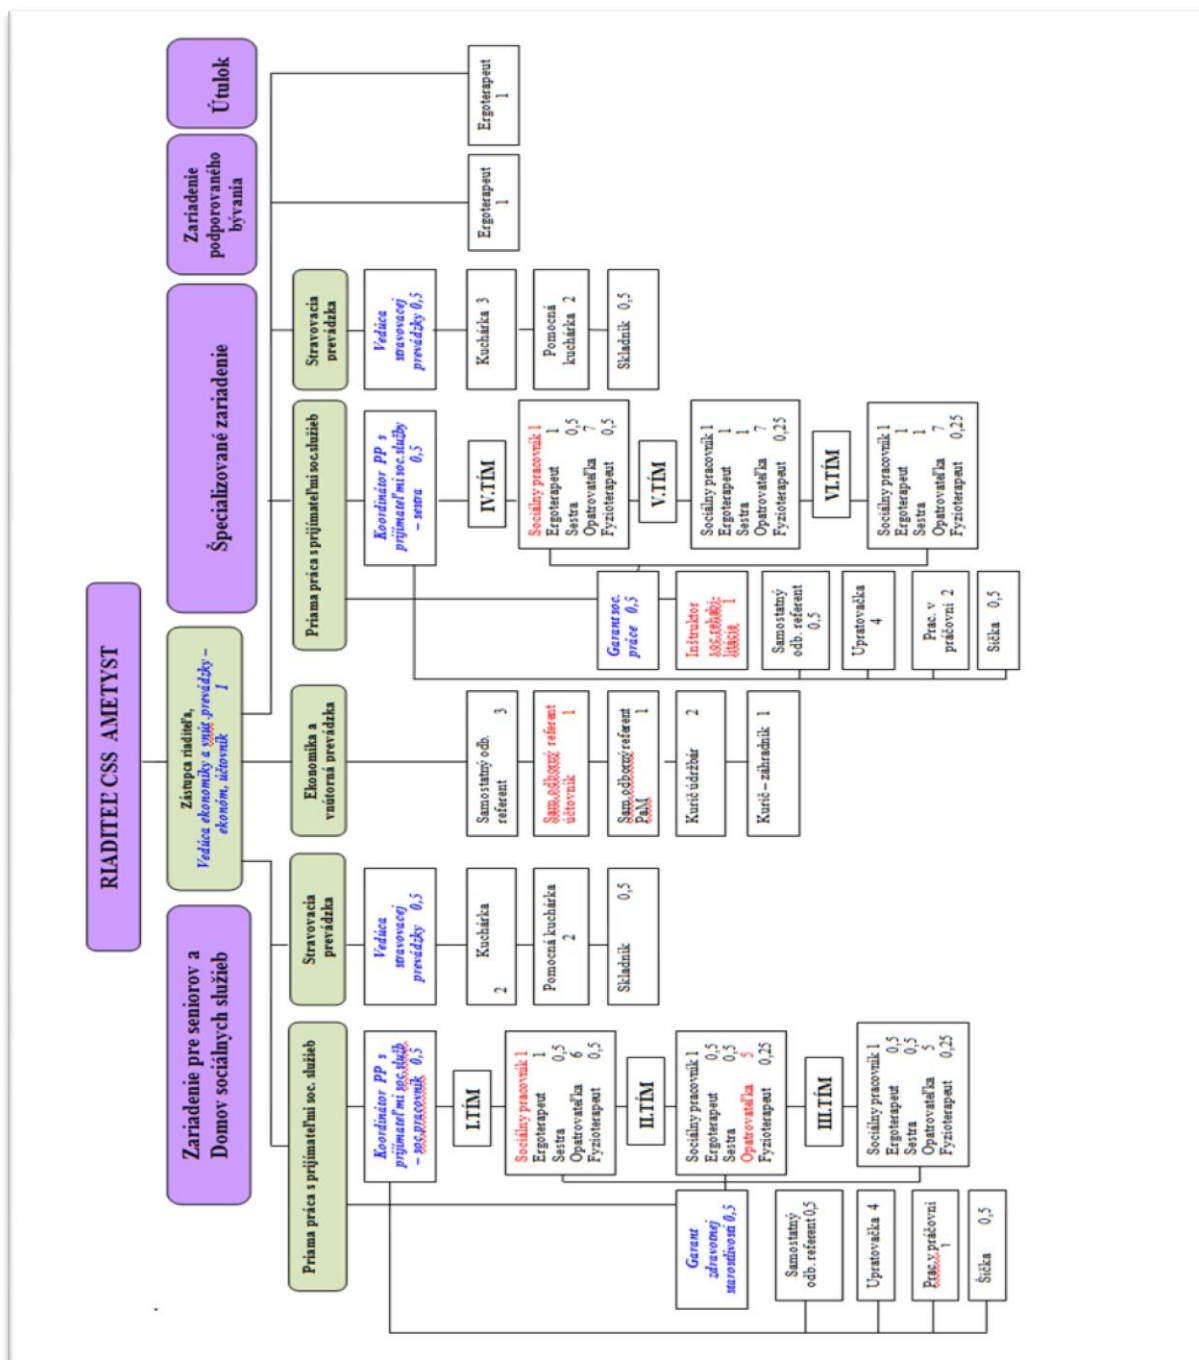 RIADITEĽ CSS AMETYST
Zariadenie pre seniorov a
Domov sociálnych služieb
Zástupca riaditeľa,
Vedúca ekonomiky a vnút .prevádzky –
ekonóm, účtovník 1
Špecializované zariadenie
Zariadenie
podporovaného
bývania
Útulok
Priama práca s prijímateľmi soc. služieb
Koordinátor PP s
prijímateľmi soc.služb
– soc.pracovník 0,5
I.TÍM
Sociálny pracovník 1
Ergoterapeut 1
Sestra 0,5
Opatrovateľka 6
Fyzioterapeut 0,5
II.TÍM
Sociálny pracovník 1
Ergoterapeut 0,5
Sestra 0,5
Opatrovateľka 5
Fyzioterapeut 0,25
III.TÍM
Sociálny pracovník 1
Ergoterapeut 0,5
Sestra 0,5
Opatrovateľka 5
Fyzioterapeut 0,25
Garant
zdravotnej
starostlivosti 0,5
Samostatný
odb. referent 0,5
Upratovačka 4
Prac. v práčovni
1
Šička 0,5
Stravovacia
prevádzka
Vedúca
stravovacej
prevádzky 0,5
Kuchárka
2
Pomocná kuchárka
2
Skladník 0,5
Ekonomika a
vnútorná prevádzka
Samostatný odb.
referent 3
Sam.odborný referent
účtovník 1
Sam.odborný referent
PaM 1
Kurič údržbár 2
Kurič – záhradník 1
Priama práca s prijímateľmi soc.služieb
Koordinátor PP s
prijímateľmi soc.služby
– sestra 0,5
IV.TÍM
Sociálny pracovník 1
Ergoterapeut 1
Sestra 0,5
Opatrovateľka 7
Fyzioterapeut 0,5
V.TÍM
Sociálny pracovník 1
Ergoterapeut 1
Sestra 1
Opatrovateľka 7
Fyzioterapeut 0,25
VI.TÍM
Sociálny pracovník 1
Ergoterapeut 1
Sestra 1
Opatrovateľka 7
Fyzioterapeut 0,25
Garant soc.
práce 0,5
Inštruktor
soc.rehabi-
litácie 1
Samostatný
odb. referent
0,5
Upratovačka
4
Prac. v
práčovni 2
Šička 0,5
Stravovacia
prevádzka
Vedúca
stravovacej
prevádzky 0,5
Kuchárka 3
Pomocná
kuchárka 2
Skladník 0,5
Ergoterapeut
1
Ergoterapeut
1